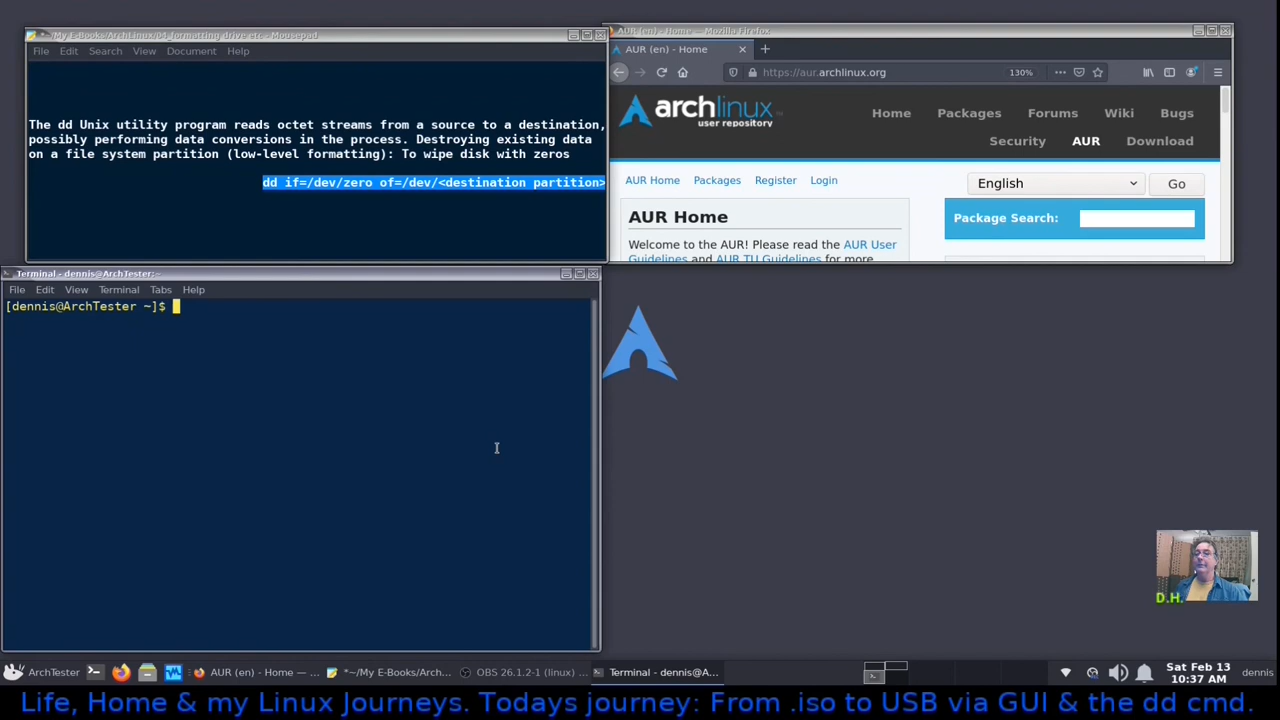 *~/My E-Books/ArchLinux/04_formatting drive etc - Mousepad
File Edit Search View Document Help
The dd Unix utility program reads octet streams from a source to a destination,
possibly performing data conversions in the process. Destroying existing data
on a file system partition (low-level formatting): To wipe disk with zeros
dd if=/dev/zero of=/dev/<destination partition>
AUR (en) - Home — Mozilla Firefox
AUR (en) - Home
https://aur.archlinux.org 130%
archlinux
user repository
Home Packages Forums Wiki Bugs
Security AUR Download
AUR Home Packages Register Login
English Go
AUR Home
Package Search:
Welcome to the AUR! Please read the AUR User
Guidelines and AUR TU Guidelines for more
Terminal - dennis@ArchTester:~
File Edit View Terminal Tabs Help
[dennis@ArchTester ~]$
D.H.
ArchTester
AUR (en) - Home — ...
*~/My E-Books/Arch...
OBS 26.1.2-1 (linux) ...
Terminal - dennis@A...
Sat Feb 13
10:37 AM
dennis
Life, Home & my Linux Journeys. Todays journey: From .iso to USB via GUI & the dd cmd.